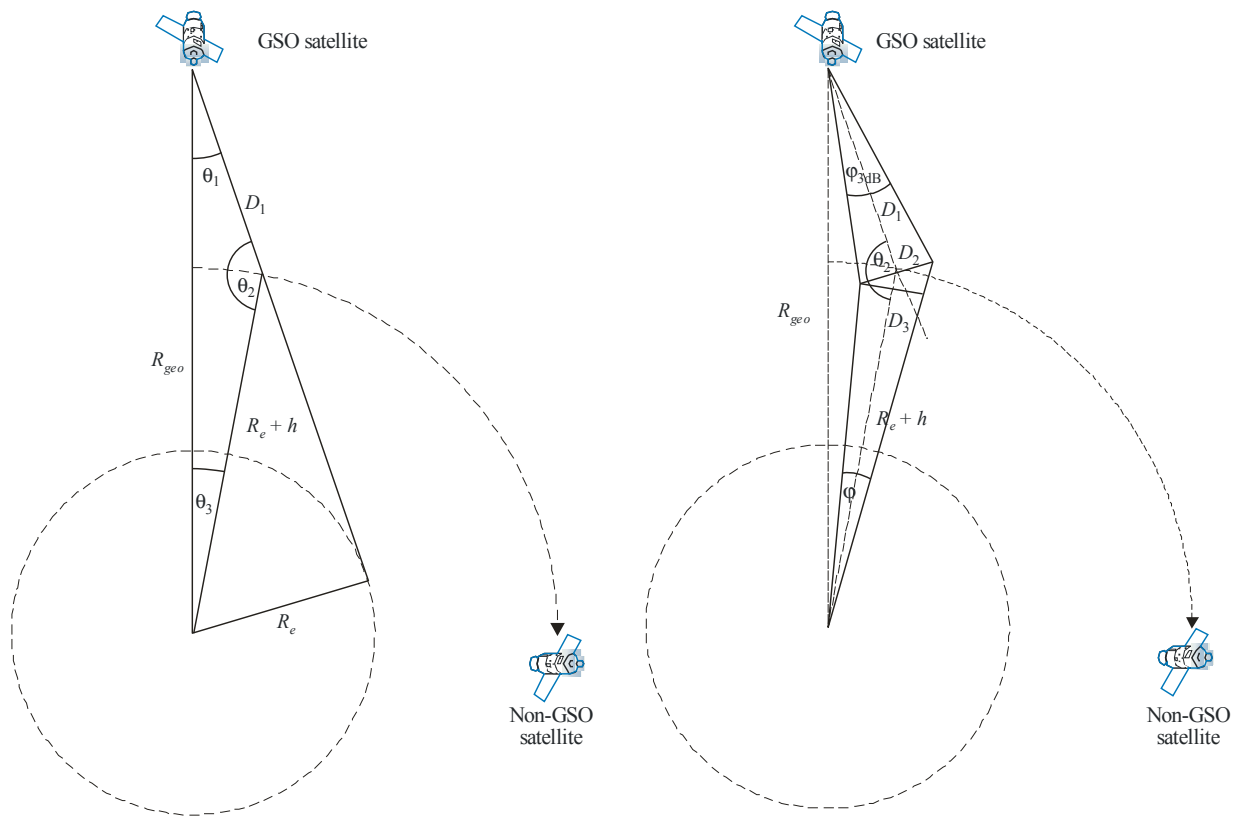 GSO satellite
θ1
D1
θ2
Rgeo
Re + h
θ3
Re
Non-GSO
satellite
GSO satellite
φ3dB
D1
D2
θ2
Rgeo
D3
Re + h
φ
Non-GSO
satellite